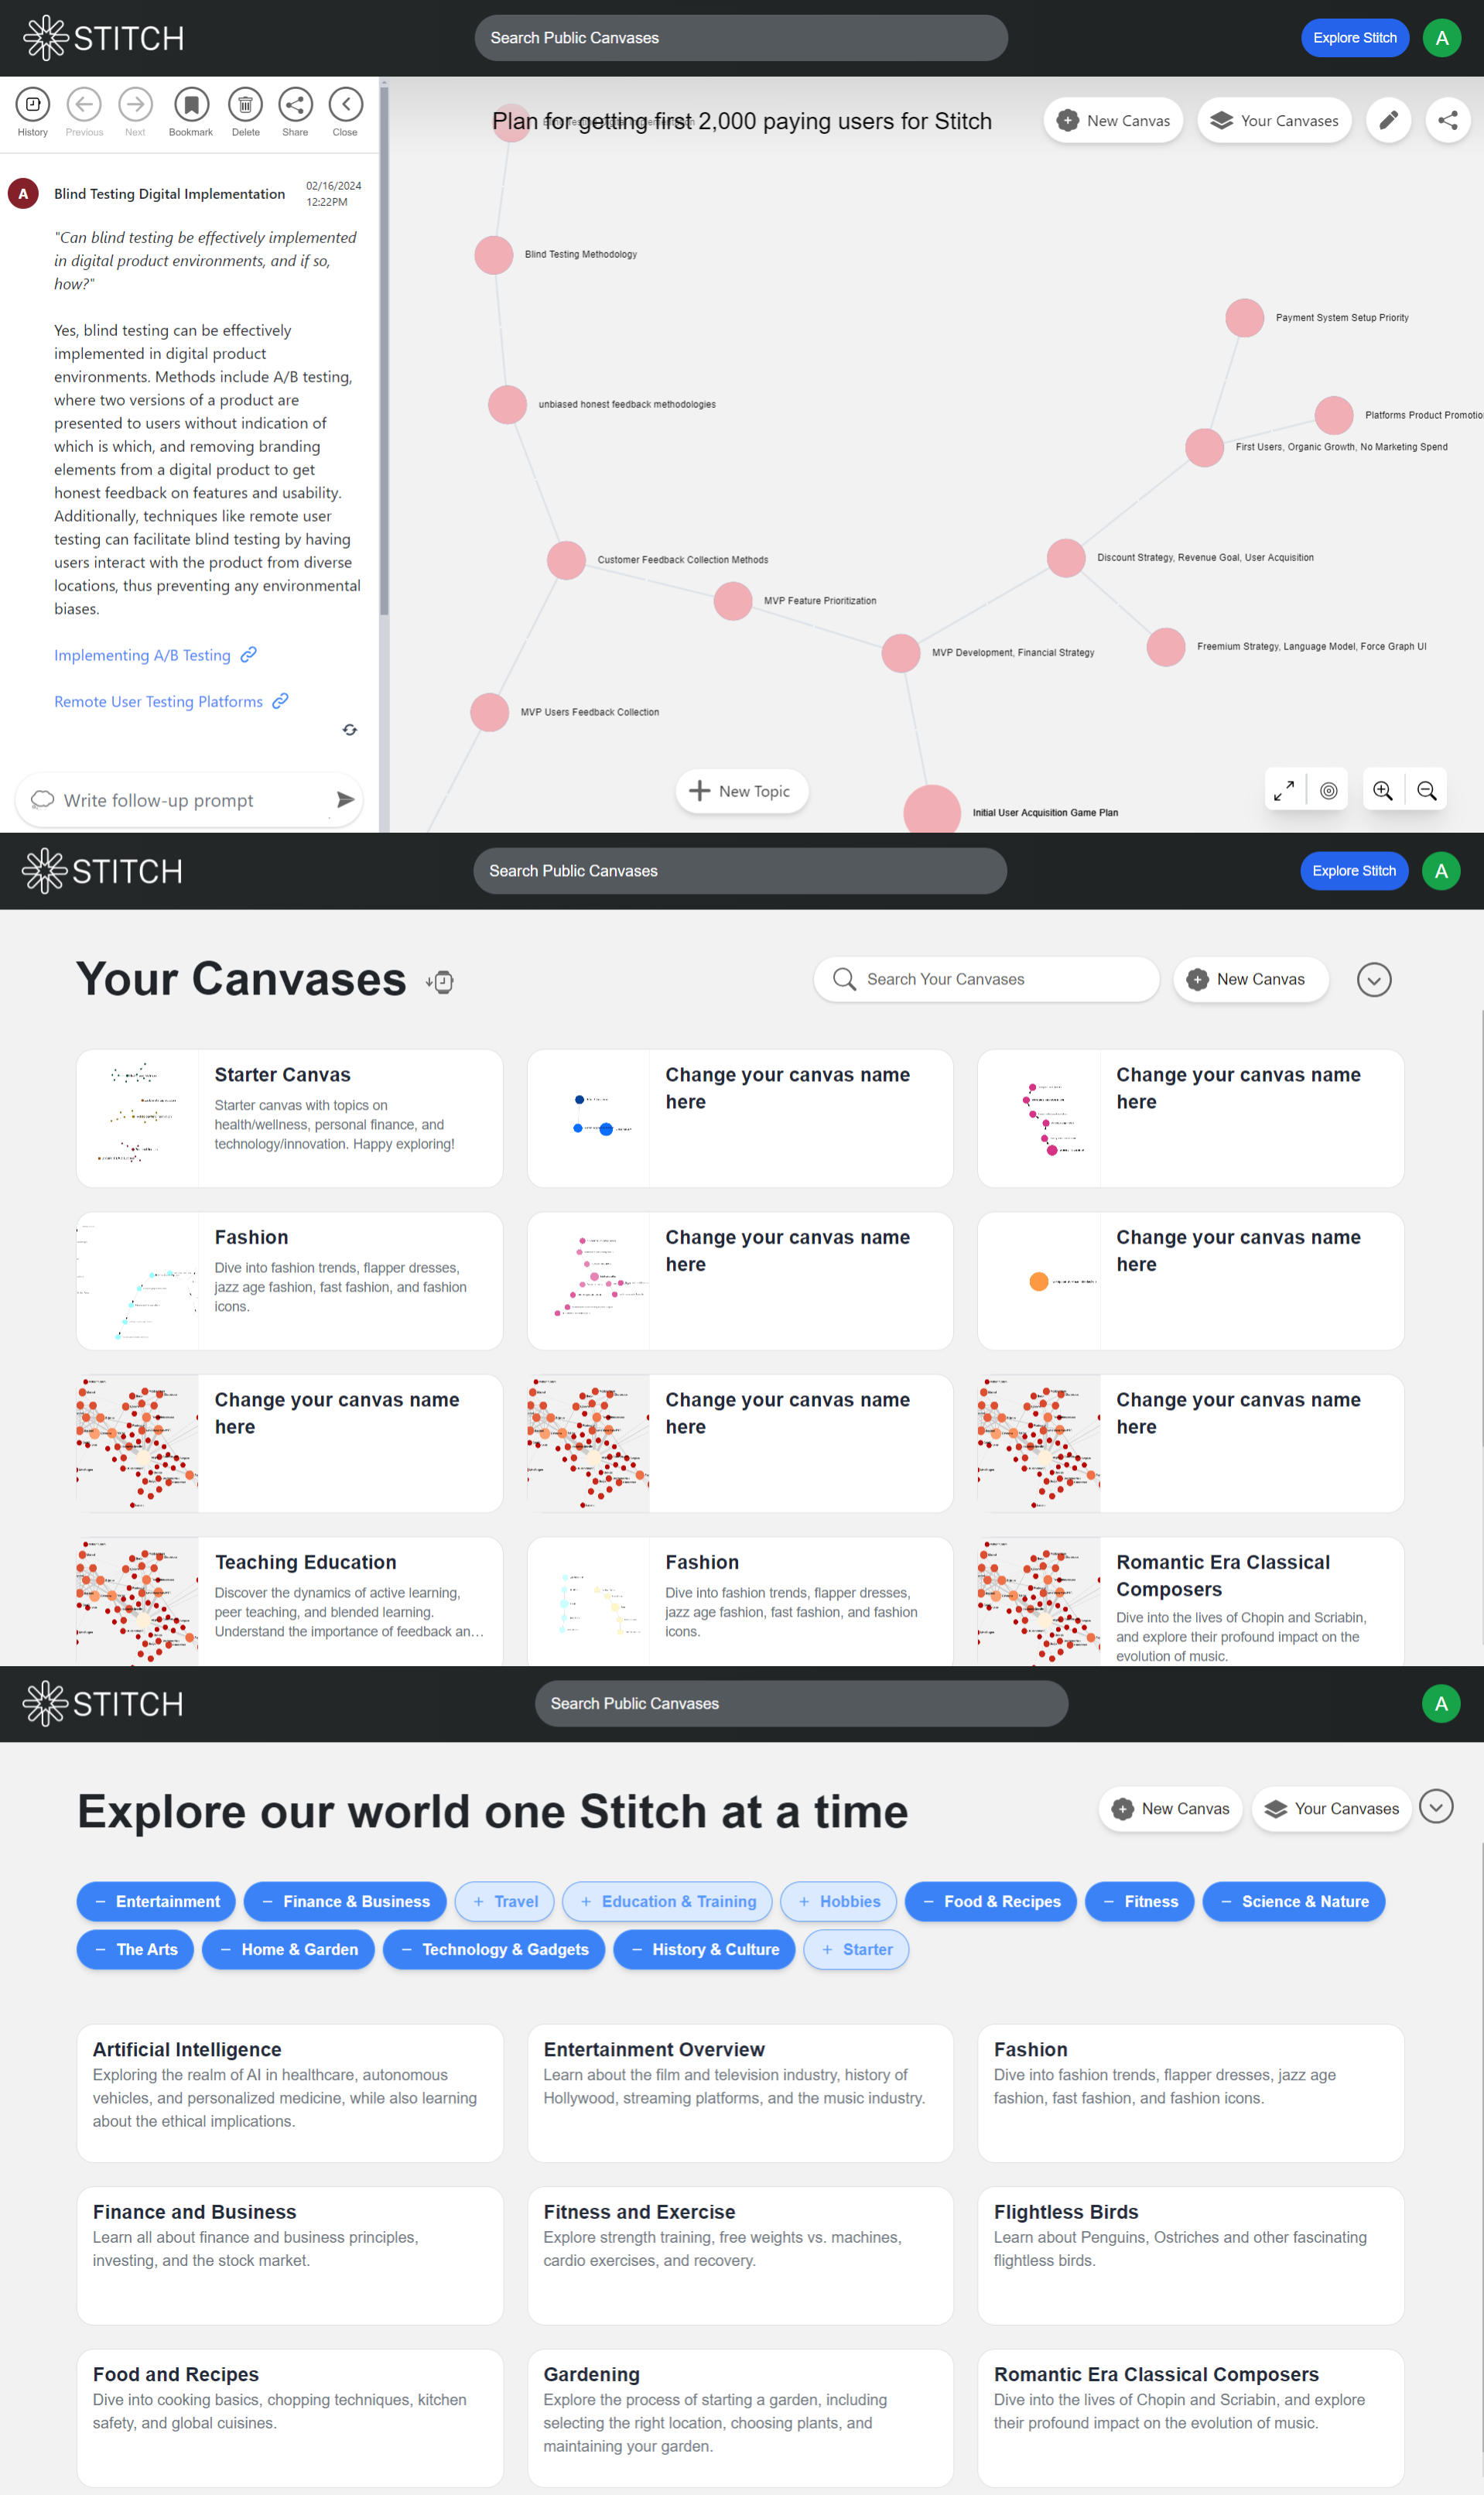 STITCH
Search Public Canvases
Explore Stitch
A
History
Previous
Next
Bookmark
Delete
Share
Close
Plan for getting first 2,000 paying users for Stitch
New Canvas
Your Canvases
A
Blind Testing Digital Implementation
02/16/2024
12:22PM
"Can blind testing be effectively implemented
in digital product environments, and if so,
how?"
Yes, blind testing can be effectively
implemented in digital product
environments. Methods include A/B testing,
where two versions of a product are
presented to users without indication of
which is which, and removing branding
elements from a digital product to get
honest feedback on features and usability.
Additionally, techniques like remote user
testing can facilitate blind testing by having
users interact with the product from diverse
locations, thus preventing any environmental
biases.
Implementing A/B Testing
Remote User Testing Platforms
Write follow-up prompt
Blind Testing Methodology
Payment System Setup Priority
unbiased honest feedback methodologies
Platforms Product Promotio
First Users, Organic Growth, No Marketing Spend
Customer Feedback Collection Methods
Discount Strategy, Revenue Goal, User Acquisition
MVP Feature Prioritization
MVP Development, Financial Strategy
Freemium Strategy, Language Model, Force Graph UI
MVP Users Feedback Collection
New Topic
Initial User Acquisition Game Plan
STITCH
Search Public Canvases
Explore Stitch
A
Your Canvases
Search Your Canvases
New Canvas
Starter Canvas
Starter canvas with topics on
health/wellness, personal finance, and
technology/innovation. Happy exploring!
Change your canvas name
here
Change your canvas name
here
Fashion
Dive into fashion trends, flapper dresses,
jazz age fashion, fast fashion, and fashion
icons.
Change your canvas name
here
Change your canvas name
here
Change your canvas name
here
Change your canvas name
here
Change your canvas name
here
Teaching Education
Discover the dynamics of active learning,
peer teaching, and blended learning.
Understand the importance of feedback an...
Fashion
Dive into fashion trends, flapper dresses,
jazz age fashion, fast fashion, and fashion
icons.
Romantic Era Classical
Composers
Dive into the lives of Chopin and Scriabin,
and explore their profound impact on the
evolution of music.
STITCH
Search Public Canvases
A
Explore our world one Stitch at a time
New Canvas
Your Canvases
− Entertainment
− Finance & Business
+ Travel
+ Education & Training
+ Hobbies
− Food & Recipes
− Fitness
− Science & Nature
− The Arts
− Home & Garden
− Technology & Gadgets
− History & Culture
+ Starter
Artificial Intelligence
Exploring the realm of AI in healthcare, autonomous
vehicles, and personalized medicine, while also learning
about the ethical implications.
Entertainment Overview
Learn about the film and television industry, history of
Hollywood, streaming platforms, and the music industry.
Fashion
Dive into fashion trends, flapper dresses, jazz age
fashion, fast fashion, and fashion icons.
Finance and Business
Learn all about finance and business principles,
investing, and the stock market.
Fitness and Exercise
Explore strength training, free weights vs. machines,
cardio exercises, and recovery.
Flightless Birds
Learn about Penguins, Ostriches and other fascinating
flightless birds.
Food and Recipes
Dive into cooking basics, chopping techniques, kitchen
safety, and global cuisines.
Gardening
Explore the process of starting a garden, including
selecting the right location, choosing plants, and
maintaining your garden.
Romantic Era Classical Composers
Dive into the lives of Chopin and Scriabin, and explore
their profound impact on the evolution of music.